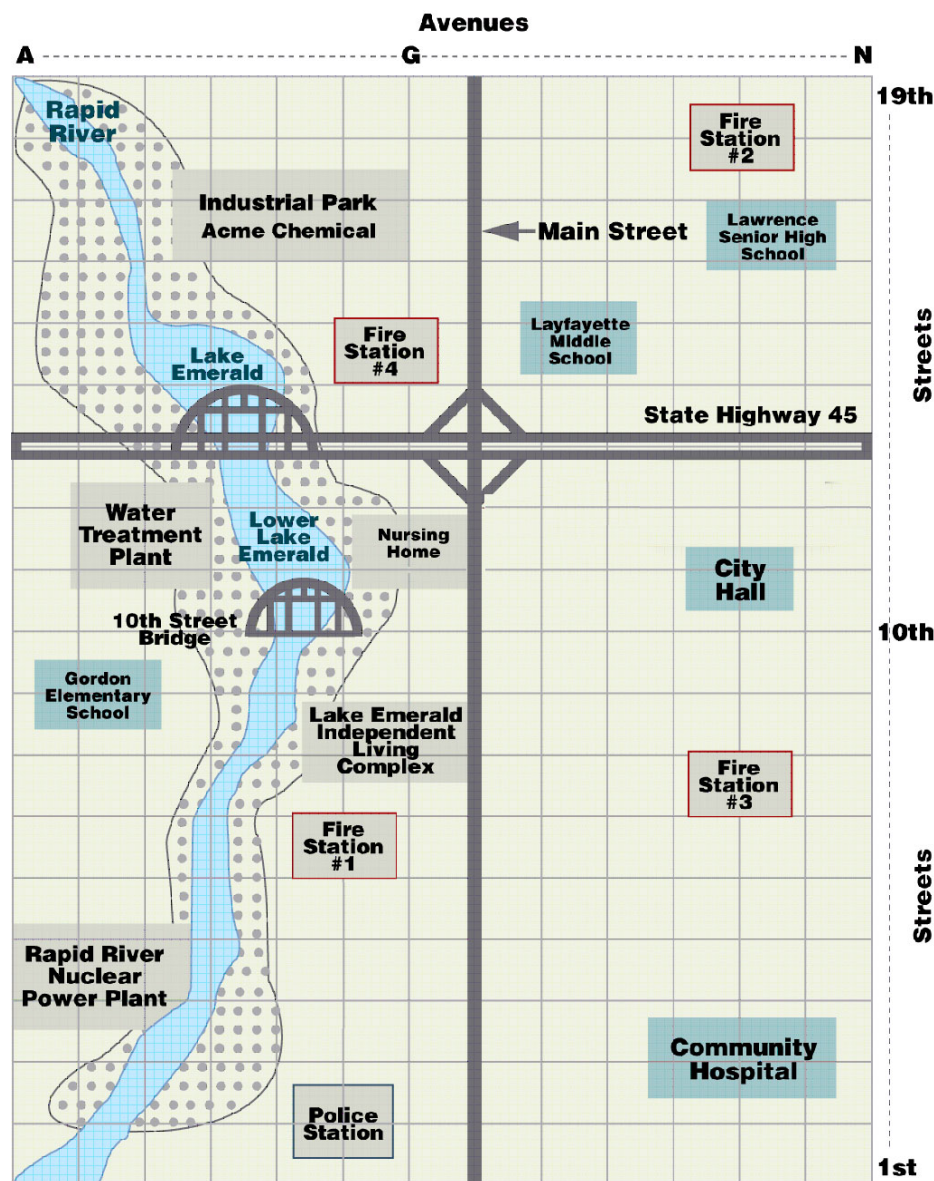 Avenues
A
G
N
19th
Rapid
River
Fire
Station
#2
Industrial Park
Acme Chemical
Main Street
Lawrence
Senior High
School
Streets
Fire
Station
#4
Layfayette
Middle
School
Lake
Emerald
State Highway 45
Water
Treatment
Plant
Lower
Lake
Emerald
Nursing
Home
City
Hall
10th Street
Bridge
10th
Gordon
Elementary
School
Lake Emerald
Independent
Living
Complex
Fire
Station
#3
Fire
Station
#1
Streets
Rapid River
Nuclear
Power Plant
Community
Hospital
Police
Station
1st